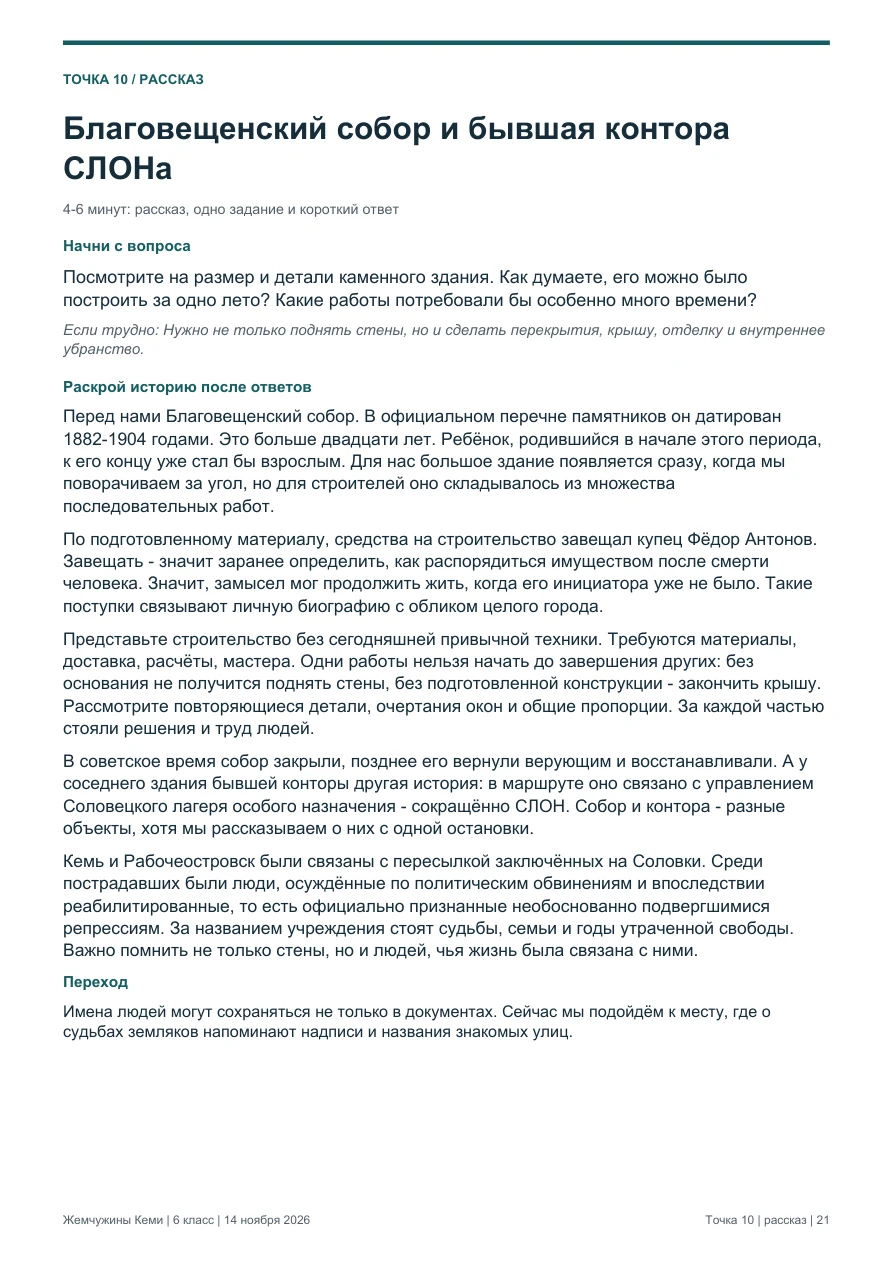 ТОЧКА 10 / РАССКАЗ
Благовещенский собор и бывшая контора
СЛОНа
4-6 минут: рассказ, одно задание и короткий ответ
Начни с вопроса
Посмотрите на размер и детали каменного здания. Как думаете, его можно было
построить за одно лето? Какие работы потребовали бы особенно много времени?
Если трудно: Нужно не только поднять стены, но и сделать перекрытия, крышу, отделку и внутреннее
убранство.
Раскрой историю после ответов
Перед нами Благовещенский собор. В официальном перечне памятников он датирован
1882-1904 годами. Это больше двадцати лет. Ребёнок, родившийся в начале этого периода,
к его концу уже стал бы взрослым. Для нас большое здание появляется сразу, когда мы
поворачиваем за угол, но для строителей оно складывалось из множества
последовательных работ.
По подготовленному материалу, средства на строительство завещал купец Фёдор Антонов.
Завещать - значит заранее определить, как распорядиться имуществом после смерти
человека. Значит, замысел мог продолжить жить, когда его инициатора уже не было. Такие
поступки связывают личную биографию с обликом целого города.
Представьте строительство без сегодняшней привычной техники. Требуются материалы,
доставка, расчёты, мастера. Одни работы нельзя начать до завершения других: без
основания не получится поднять стены, без подготовленной конструкции - закончить крышу.
Рассмотрите повторяющиеся детали, очертания окон и общие пропорции. За каждой частью
стояли решения и труд людей.
В советское время собор закрыли, позднее его вернули верующим и восстанавливали. А у
соседнего здания бывшей конторы другая история: в маршруте оно связано с управлением
Соловецкого лагеря особого назначения - сокращённо СЛОН. Собор и контора - разные
объекты, хотя мы рассказываем о них с одной остановки.
Кемь и Рабочеостровск были связаны с пересылкой заключённых на Соловки. Среди
пострадавших были люди, осуждённые по политическим обвинениям и впоследствии
реабилитированные, то есть официально признанные необоснованно подвергшимися
репрессиям. За названием учреждения стоят судьбы, семьи и годы утраченной свободы.
Важно помнить не только стены, но и людей, чья жизнь была связана с ними.
Переход
Имена людей могут сохраняться не только в документах. Сейчас мы подойдём к месту, где о
судьбах земляков напоминают надписи и названия знакомых улиц.
Жемчужины Кеми | 6 класс | 14 ноября 2026
Точка 10 | рассказ | 21